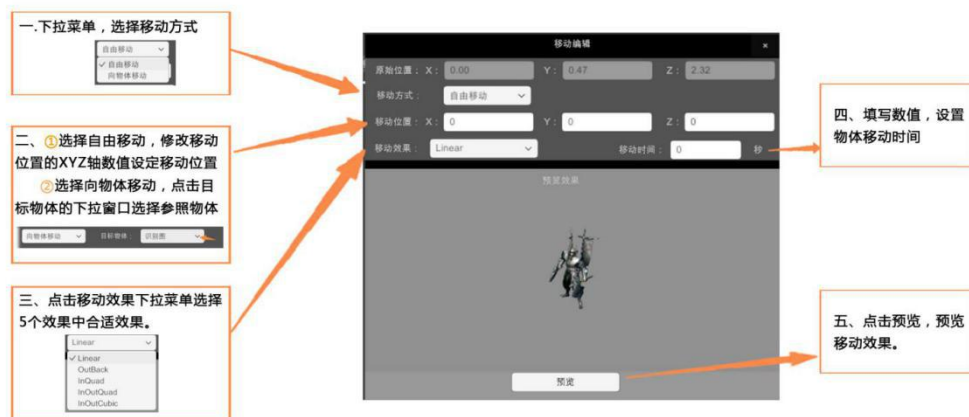 一.下拉菜单，选择移动方式
自由移动
✓ 自由移动
向物体移动
二、①选择自由移动，修改移动
位置的XYZ轴数值设定移动位置
②选择向物体移动，点击目
标物体的下拉窗口选择参照物体
向物体移动 目标物体： 识别图
三、点击移动效果下拉菜单选择
5个效果中合适效果。
Linear
✓ Linear
OutBack
InQuad
InOutQuad
InOutCubic
移动编辑 ×
原始位置： X： 0.00 Y： 0.47 Z： 2.32
移动方式： 自由移动
移动位置： X： 0 Y： 0 Z： 0
移动效果： Linear 移动时间： 0 秒
预览效果
预览
四、填写数值，设置
物体移动时间
五、点击预览，预览
移动效果。